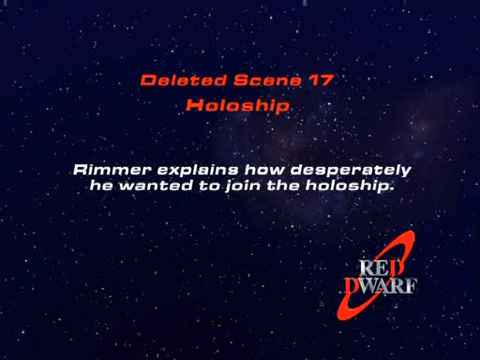 Deleted Scene 17
Holoship
Rimmer explains how desperately
he wanted to join the holoship.
RED
DWARF